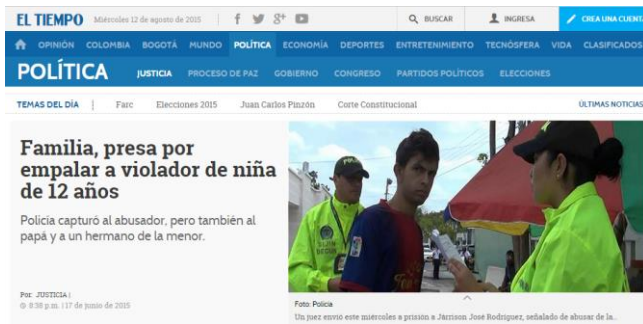 EL TIEMPO Miércoles 12 de agosto de 2015 BUSCAR INGRESA CREA UNA CUENTA
OPINIÓN COLOMBIA BOGOTÁ MUNDO POLÍTICA ECONOMÍA DEPORTES ENTRETENIMIENTO TECNÓSFERA VIDA CLASIFICADOS
POLÍTICA JUSTICIA PROCESO DE PAZ GOBIERNO CONGRESO PARTIDOS POLÍTICOS ELECCIONES
TEMAS DEL DÍA | Farc Elecciones 2015 Juan Carlos Pinzón Corte Constitucional ÚLTIMAS NOTICIAS
Familia, presa por
empalar a violador de niña
de 12 años
Policía capturó al abusador, pero también al
papá y a un hermano de la menor.
Por: JUSTICIA |
8:58 p.m. | 17 de junio de 2015
Foto: Policía
Un juez envió este miércoles a prisión a Járrison José Rodríguez, señalado de abusar de la..